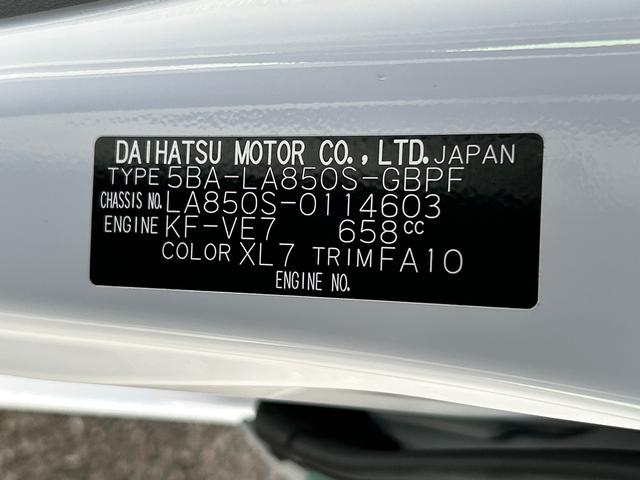 DAIHATSU MOTOR CO., LTD. JAPAN
TYPE 5BA-LA850S-GBPF
CHASSIS NO. LA850S-0114603
ENGINE KF-VE7 658cc
COLOR XL7 TRIM FA10
ENGINE NO.